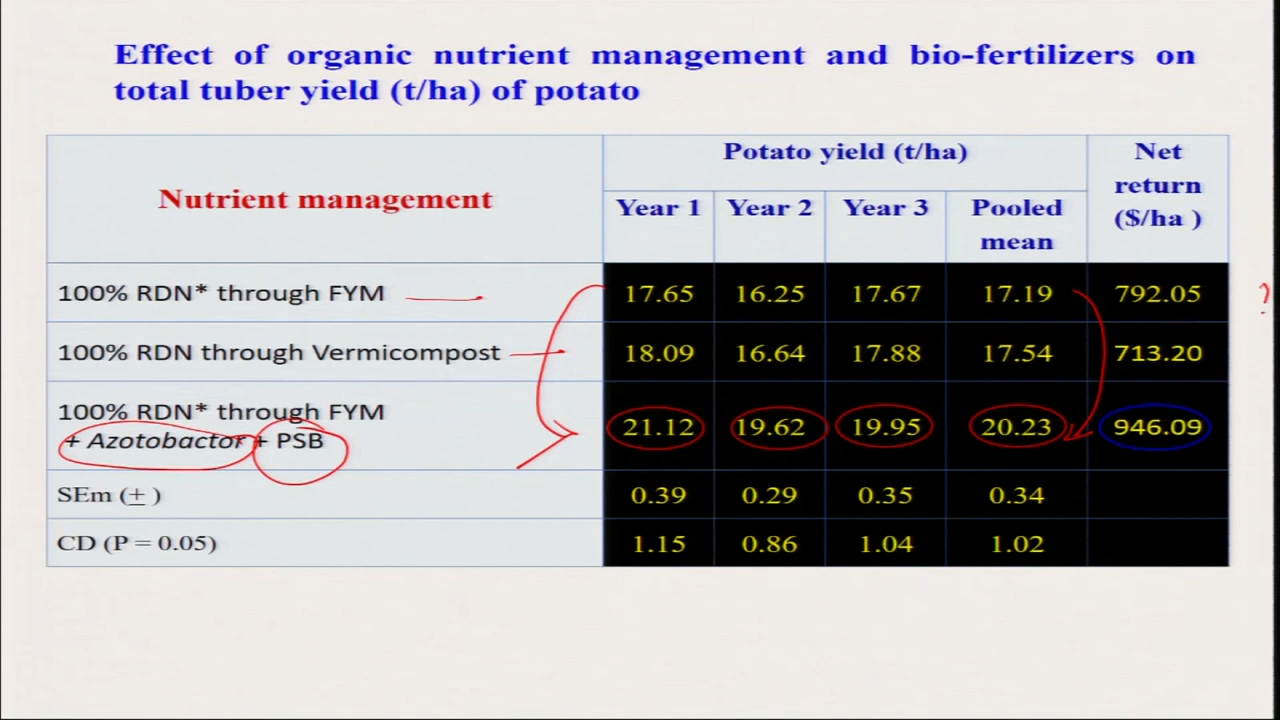 Effect of organic nutrient management and bio-fertilizers on
total tuber yield (t/ha) of potato
Nutrient management
Potato yield (t/ha)
Net
return
($/ha )
Year 1 Year 2 Year 3 Pooled
mean
100% RDN* through FYM 17.65 16.25 17.67 17.19 792.05
?
100% RDN through Vermicompost 18.09 16.64 17.88 17.54 713.20
100% RDN* through FYM
+ Azotobactor + PSB 21.12 19.62 19.95 20.23 946.09
SEm (± ) 0.39 0.29 0.35 0.34
CD (P = 0.05) 1.15 0.86 1.04 1.02